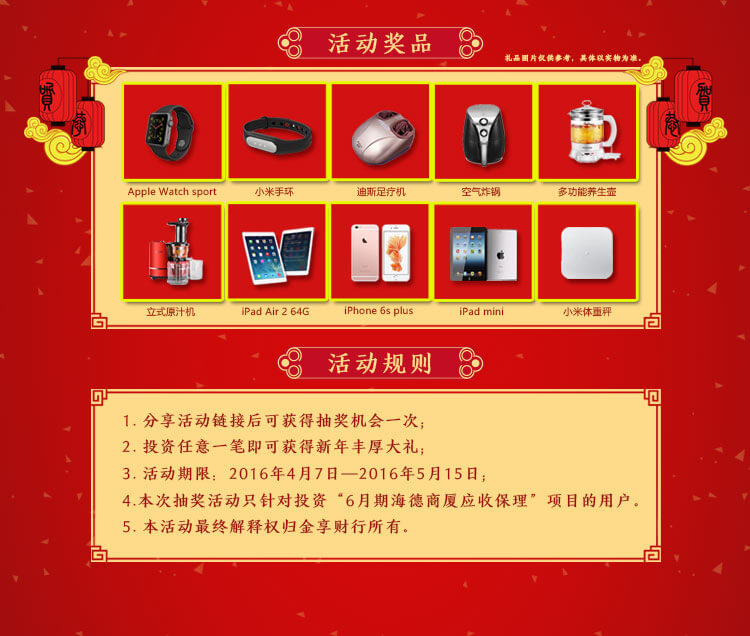 活动奖品
礼品图片仅供参考，具体以实物为准。
Apple Watch sport
小米手环
迪斯足疗机
空气炸锅
多功能养生壶
立式原汁机
iPad Air 2 64G
iPhone 6s plus
iPad mini
小米体重秤
活动规则
1. 分享活动链接后可获得抽奖机会一次；
2. 投资任意一笔即可获得新年丰厚大礼；
3. 活动期限：2016年4月7日—2016年5月15日；
4.本次抽奖活动只针对投资“6月期海德商厦应收保理”项目的用户。
5. 本活动最终解释权归金享财行所有。